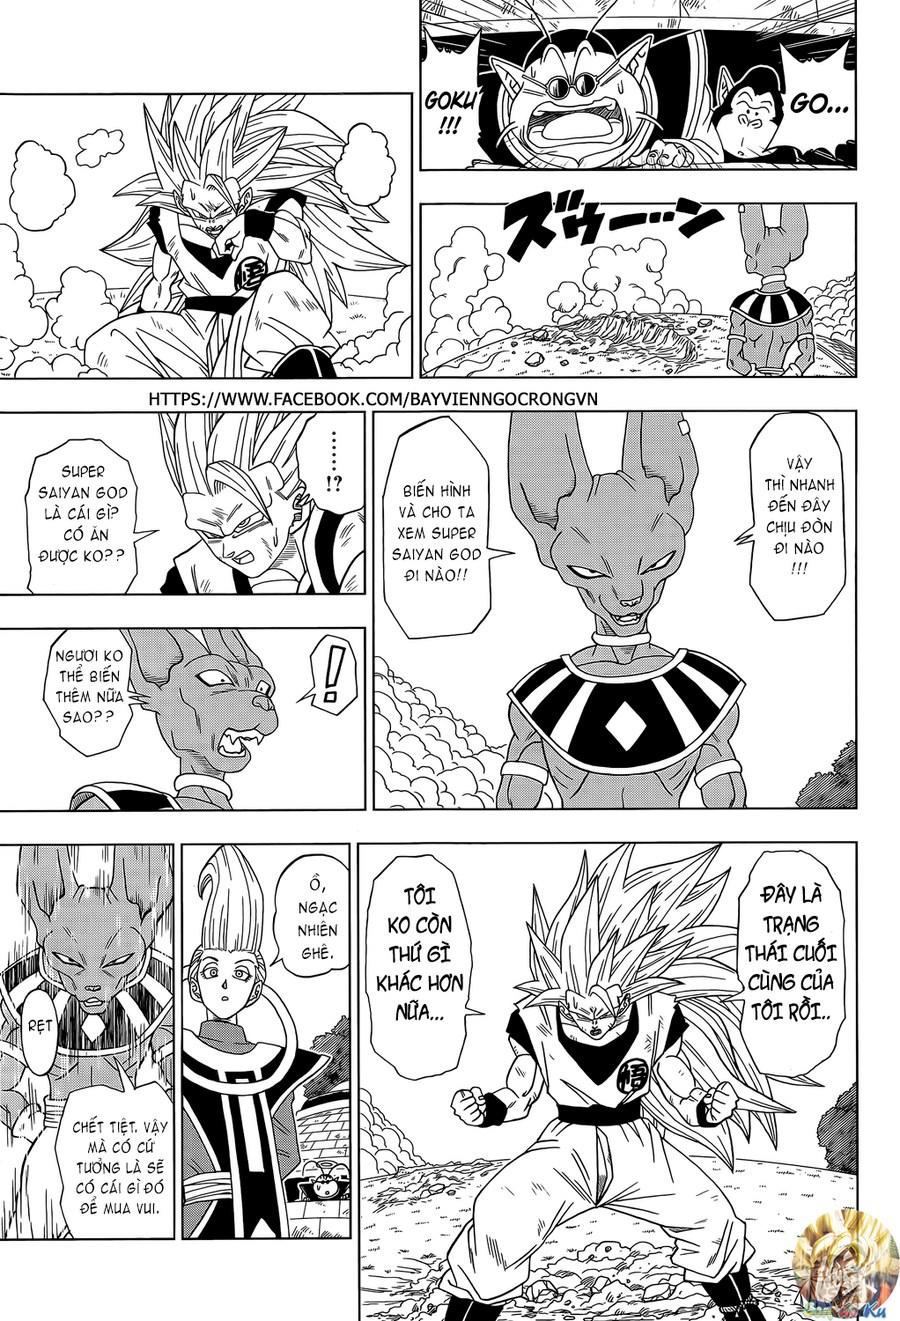 GO...
GOKU
!!!
ズゥーーン
HTTPS://WWW.FACEBOOK.COM/BAYVIENNGOCRONGVN
VẬY
THÌ NHANH
ĐẾN ĐÂY
CHỊU ĐÒN
ĐI NÀO
!!!
BIẾN HÌNH
VÀ CHO TA
XEM SUPER
SAIYAN GOD
ĐI NÀO!!
......!?
SUPER
SAIYAN GOD
LÀ CÁI GÌ?
CÓ ĂN
ĐƯỢC KO??
!
NGƯƠI KO
THỂ BIẾN
THÊM NỮA
SAO??
ĐÂY LÀ
TRẠNG
THÁI CUỐI
CÙNG CỦA
TÔI RỒI..
TÔI
KO CÒN
THỨ GÌ
KHÁC HƠN
NỮA...
悟
Ồ,
NGẠC
NHIÊN
GHÊ.
RẸT
CHẾT TIỆT. VẬY
MÀ CÓ CỨ
TƯỞNG LÀ SẼ
CÓ CÁI GÌ ĐÓ
ĐỂ MUA VUI.